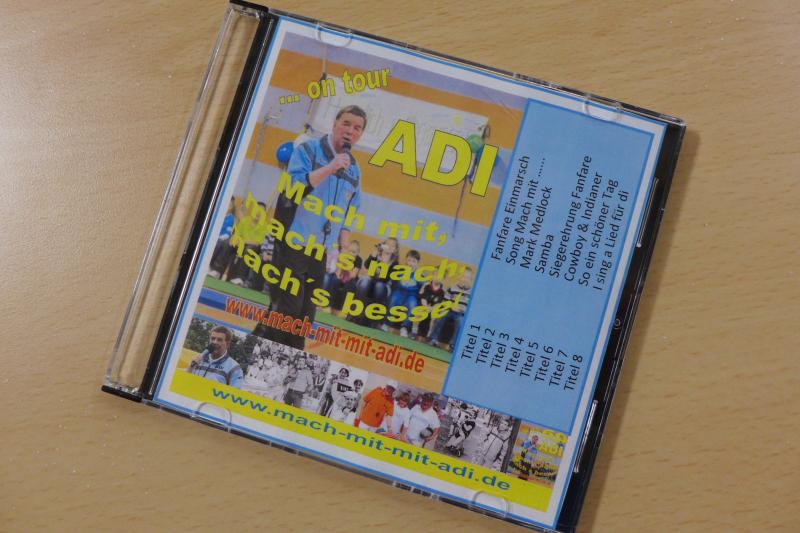 ... on tour
ADI
Mach mit,
mach´s nach,
mach´s besser
www.mach-mit-mit-adi.de
Titel 1 Fanfare Einmarsch
Titel 2 Song Mach mit ......
Titel 3 Mark Medlock
Titel 4 Samba
Titel 5 Siegerehrung Fanfare
Titel 6 Cowboy & Indianer
Titel 7 So ein schöner Tag
Titel 8 I sing a Lied für di
www.mach-mit-mit-adi.de
ADI